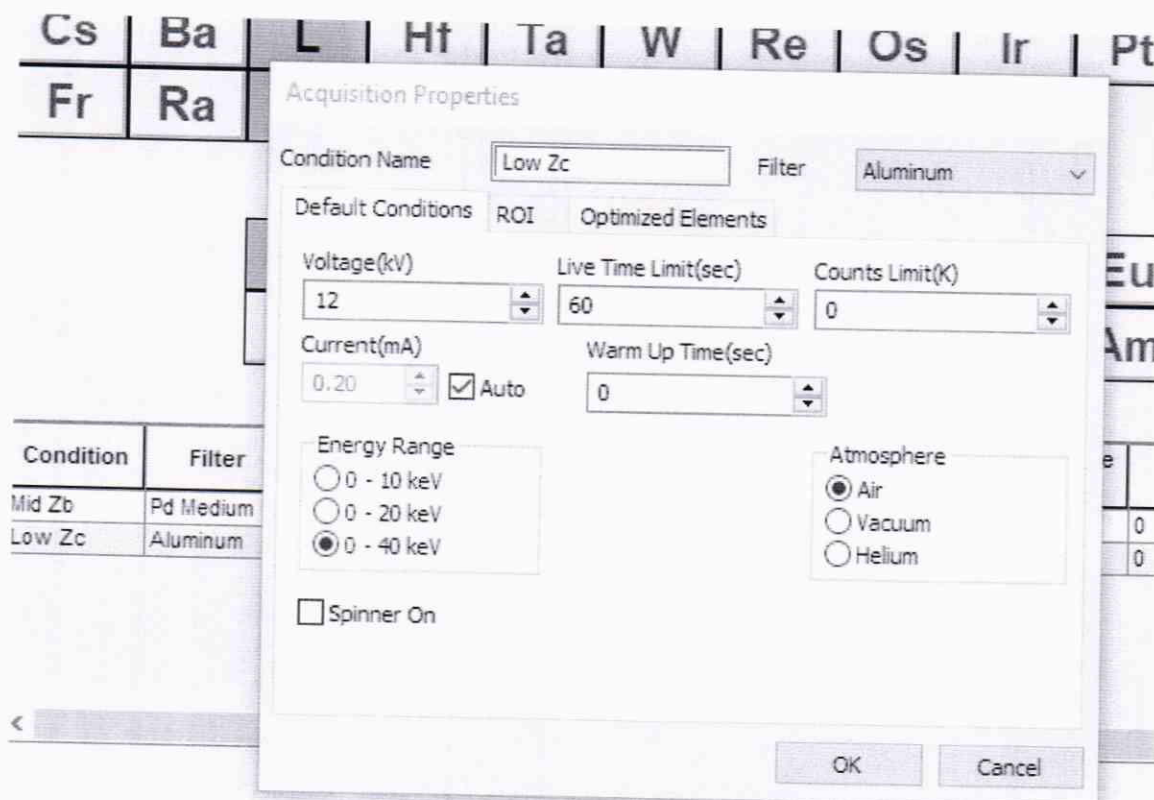 Cs Ba L Hf Ta W Re Os Ir Pt
Fr Ra
Acquisition Properties
Condition Name Low Zc Filter Aluminum
Default Conditions ROI Optimized Elements
Voltage(kV) Live Time Limit(sec) Counts Limit(K)
12 60 0
Eu
Current(mA) Warm Up Time(sec)
Am
0.20 Auto 0
Condition Filter
Energy Range Atmosphere
0 - 10 keV Air
Mid Zb Pd Medium
0 - 20 keV Vacuum 0
Low Zc Aluminum
0 - 40 keV Helium 0
Spinner On
OK Cancel